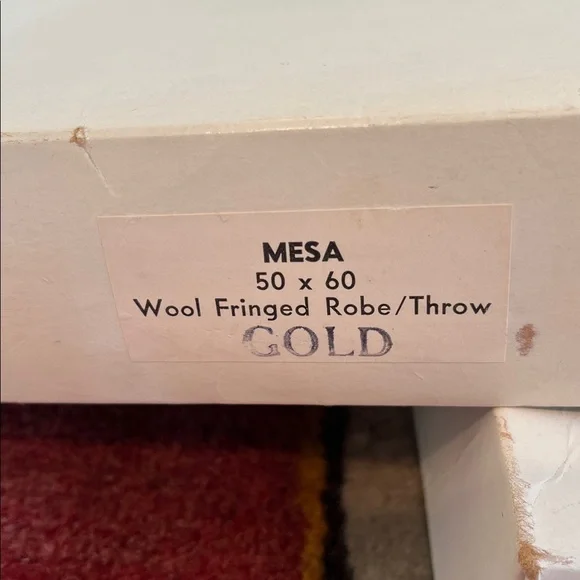 MESA
50 x 60
Wool Fringed Robe/Throw
GOLD